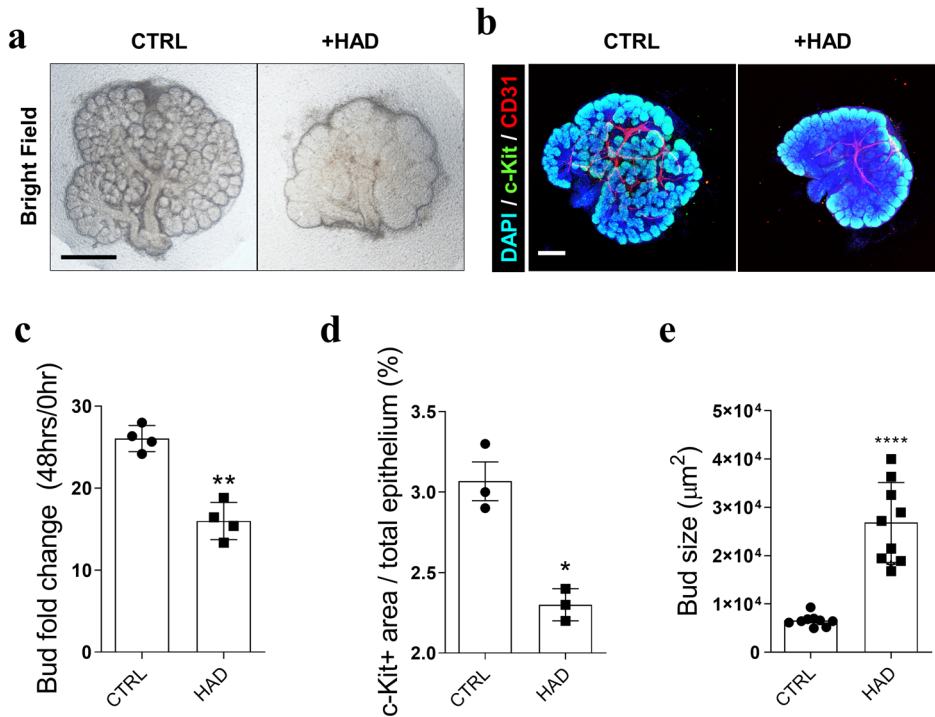 a
CTRL
+HAD
Bright Field
b
CTRL
+HAD
DAPI / c-Kit / CD31
c
Bud fold change (48hrs/0hr)
30
20
10
0
**
CTRL
HAD
d
c-Kit+ area / total epithelium (%)
3.5
3.0
2.5
2.0
*
CTRL
HAD
e
Bud size (μm²)
5×10⁴
4×10⁴
3×10⁴
2×10⁴
1×10⁴
0
****
CTRL
HAD